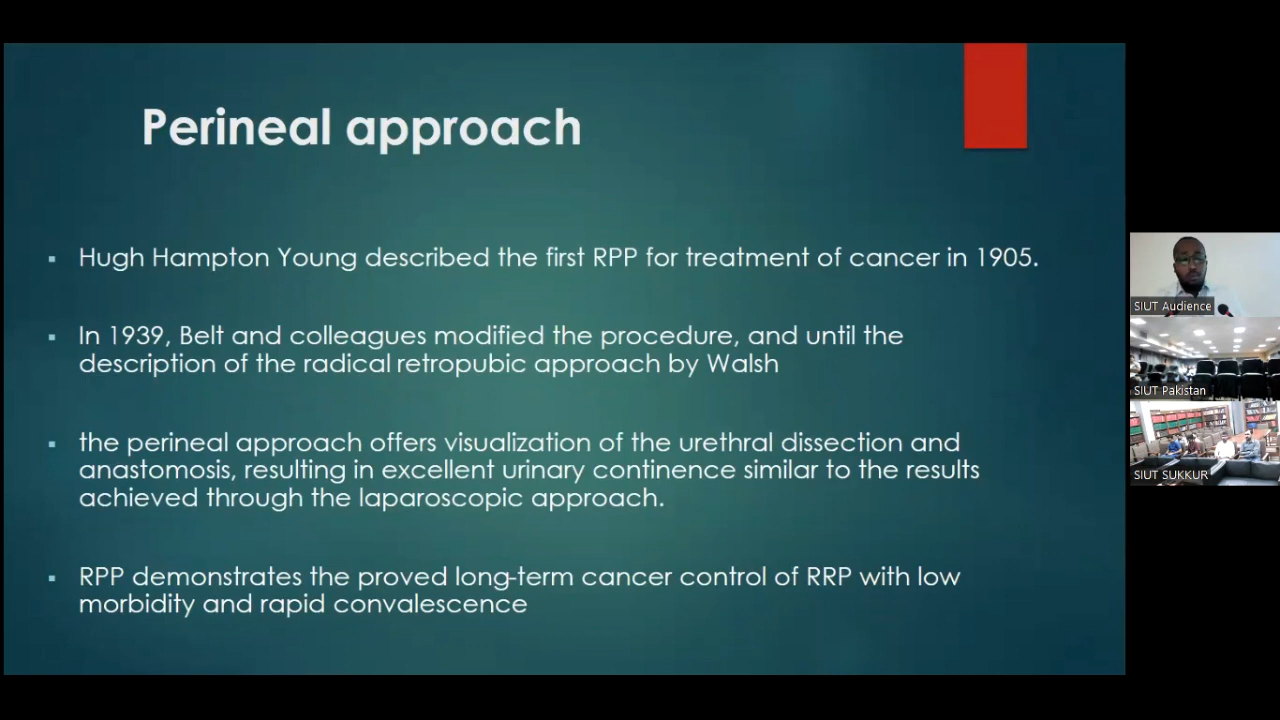 Perineal approach
Hugh Hampton Young described the first RPP for treatment of cancer in 1905.
In 1939, Belt and colleagues modified the procedure, and until the
description of the radical retropubic approach by Walsh
the perineal approach offers visualization of the urethral dissection and
anastomosis, resulting in excellent urinary continence similar to the results
achieved through the laparoscopic approach.
RPP demonstrates the proved long-term cancer control of RRP with low
morbidity and rapid convalescence
SIUT Audience
SIUT Pakistan
SIUT SUKKUR